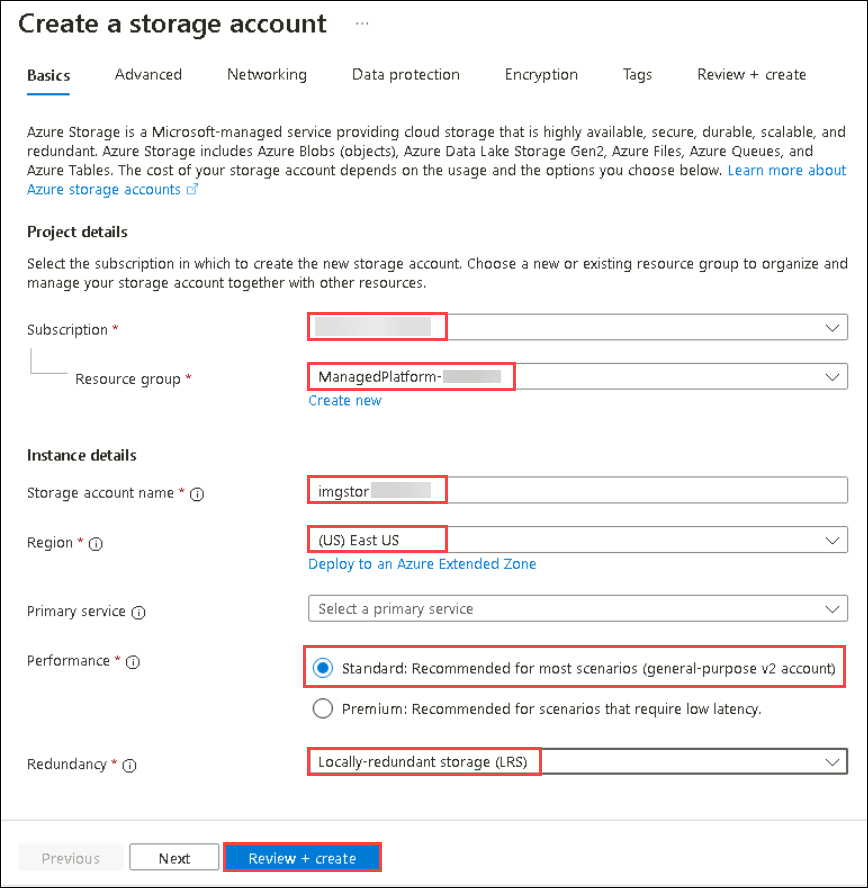 Create a storage account ...
Basics Advanced Networking Data protection Encryption Tags Review + create
Azure Storage is a Microsoft-managed service providing cloud storage that is highly available, secure, durable, scalable, and
redundant. Azure Storage includes Azure Blobs (objects), Azure Data Lake Storage Gen2, Azure Files, Azure Queues, and
Azure Tables. The cost of your storage account depends on the usage and the options you choose below. Learn more about
Azure storage accounts
Project details
Select the subscription in which to create the new storage account. Choose a new or existing resource group to organize and
manage your storage account together with other resources.
Subscription *
Resource group * ManagedPlatform-
Create new
Instance details
Storage account name * imgstor
Region * (US) East US
Deploy to an Azure Extended Zone
Primary service Select a primary service
Performance * Standard: Recommended for most scenarios (general-purpose v2 account)
Premium: Recommended for scenarios that require low latency.
Redundancy * Locally-redundant storage (LRS)
Previous Next Review + create